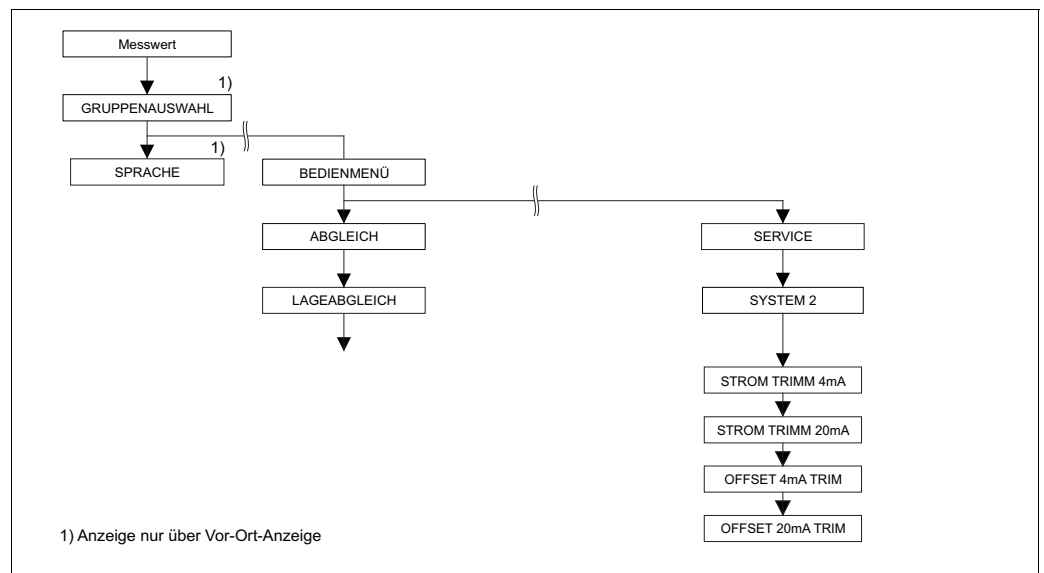 Messwert
1)
GRUPPENAUSWAHL
1)
SPRACHE
BEDIENMENÜ
ABGLEICH
SERVICE
LAGEABGLEICH
SYSTEM 2
STROM TRIMM 4mA
STROM TRIMM 20mA
OFFSET 4mA TRIM
OFFSET 20mA TRIM
1) Anzeige nur über Vor-Ort-Anzeige